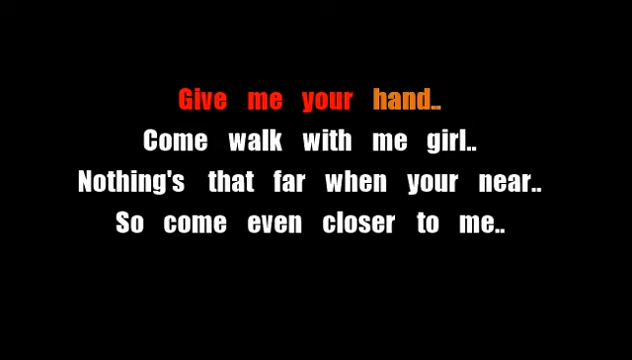 Give me your hand..
Come walk with me girl..
Nothing's that far when your near..
So come even closer to me..